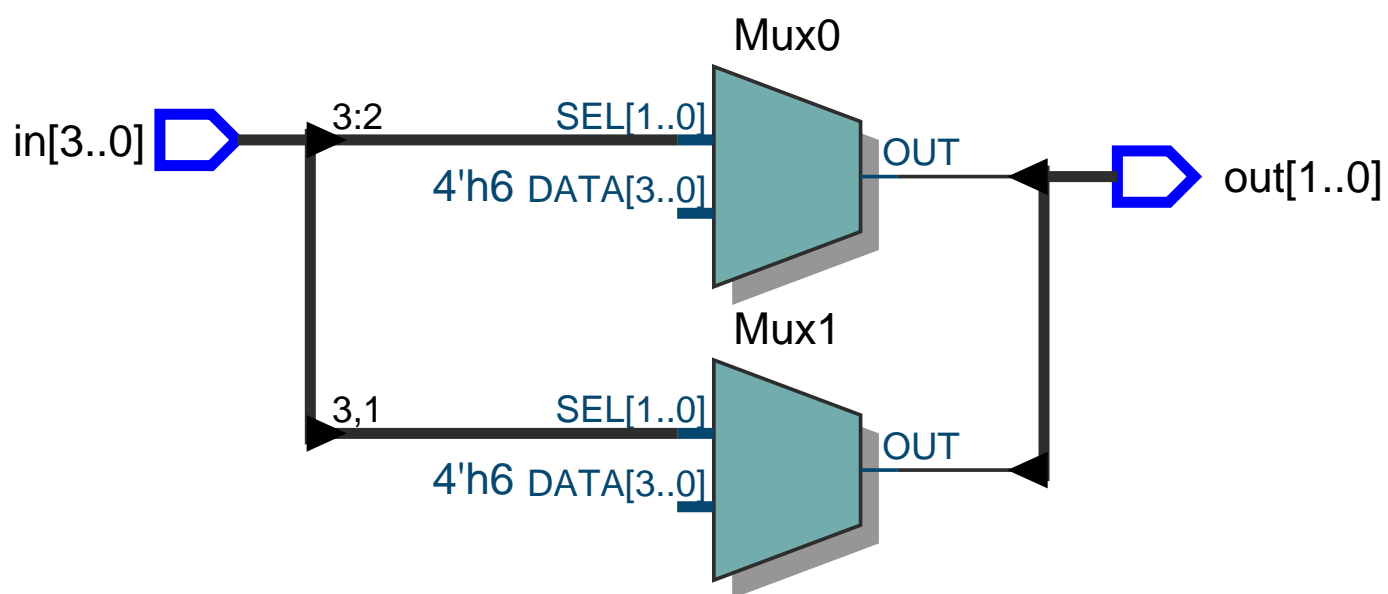 Mux0
in[3..0]
3:2
SEL[1..0]
4'h6 DATA[3..0]
OUT
out[1..0]
Mux1
3,1
SEL[1..0]
4'h6 DATA[3..0]
OUT